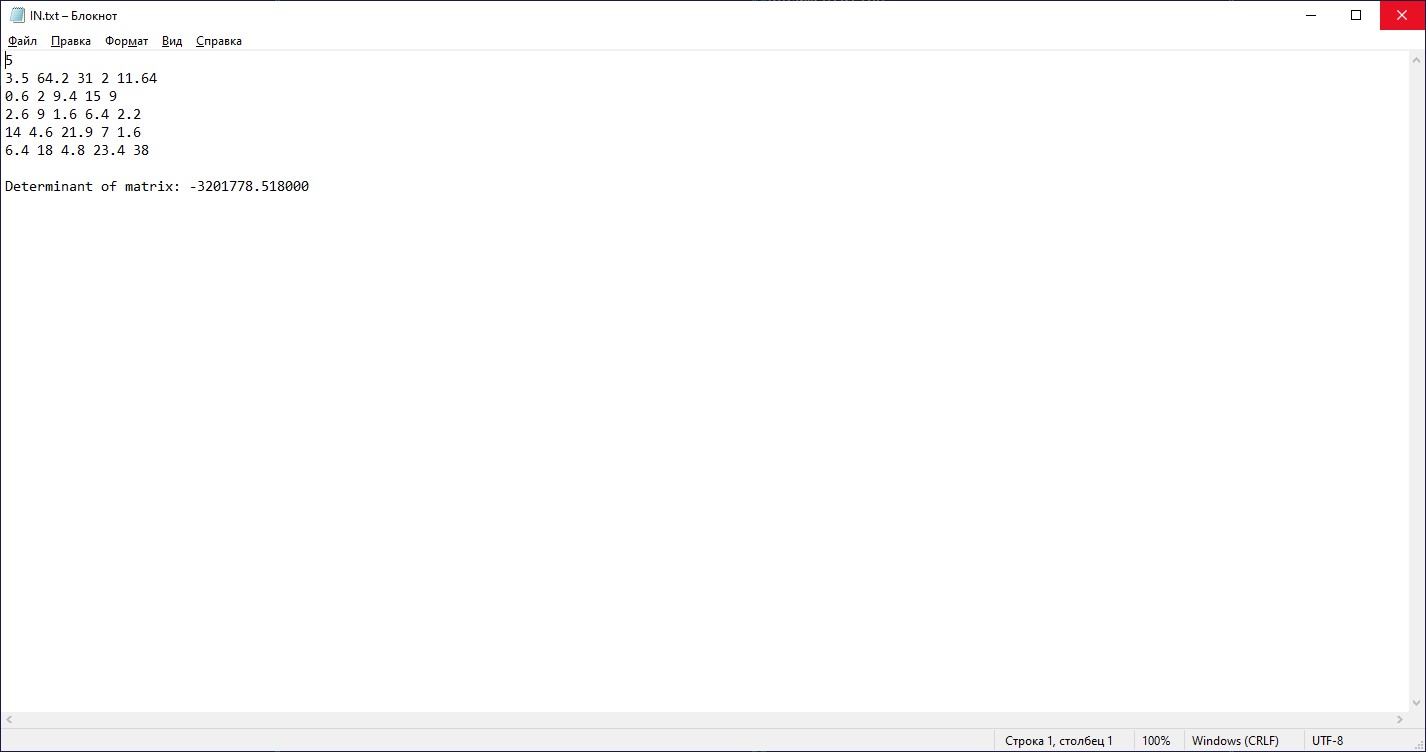 IN.txt – Блокнот
Файл Правка Формат Вид Справка
5
3.5 64.2 31 2 11.64
0.6 2 9.4 15 9
2.6 9 1.6 6.4 2.2
14 4.6 21.9 7 1.6
6.4 18 4.8 23.4 38
Determinant of matrix: -3201778.518000
Строка 1, столбец 1 100% Windows (CRLF) UTF-8